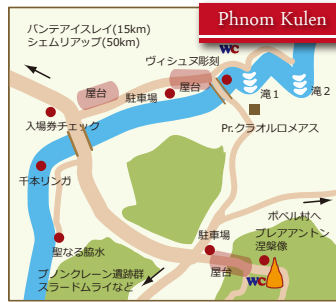 Phnom Kulen
バンテアイスレイ(15km)
シェムリアップ(50km)
ヴィシュヌ彫刻
WC
屋台
駐車場
屋台
滝1
滝2
入場券チェック
Pr.クラオルロメアス
千本リンガ
ポペル村へ
聖なる脇水
駐車場
プレアアントン
涅槃像
プノンクレーン遺跡群
スラードムライなど
屋台
WC